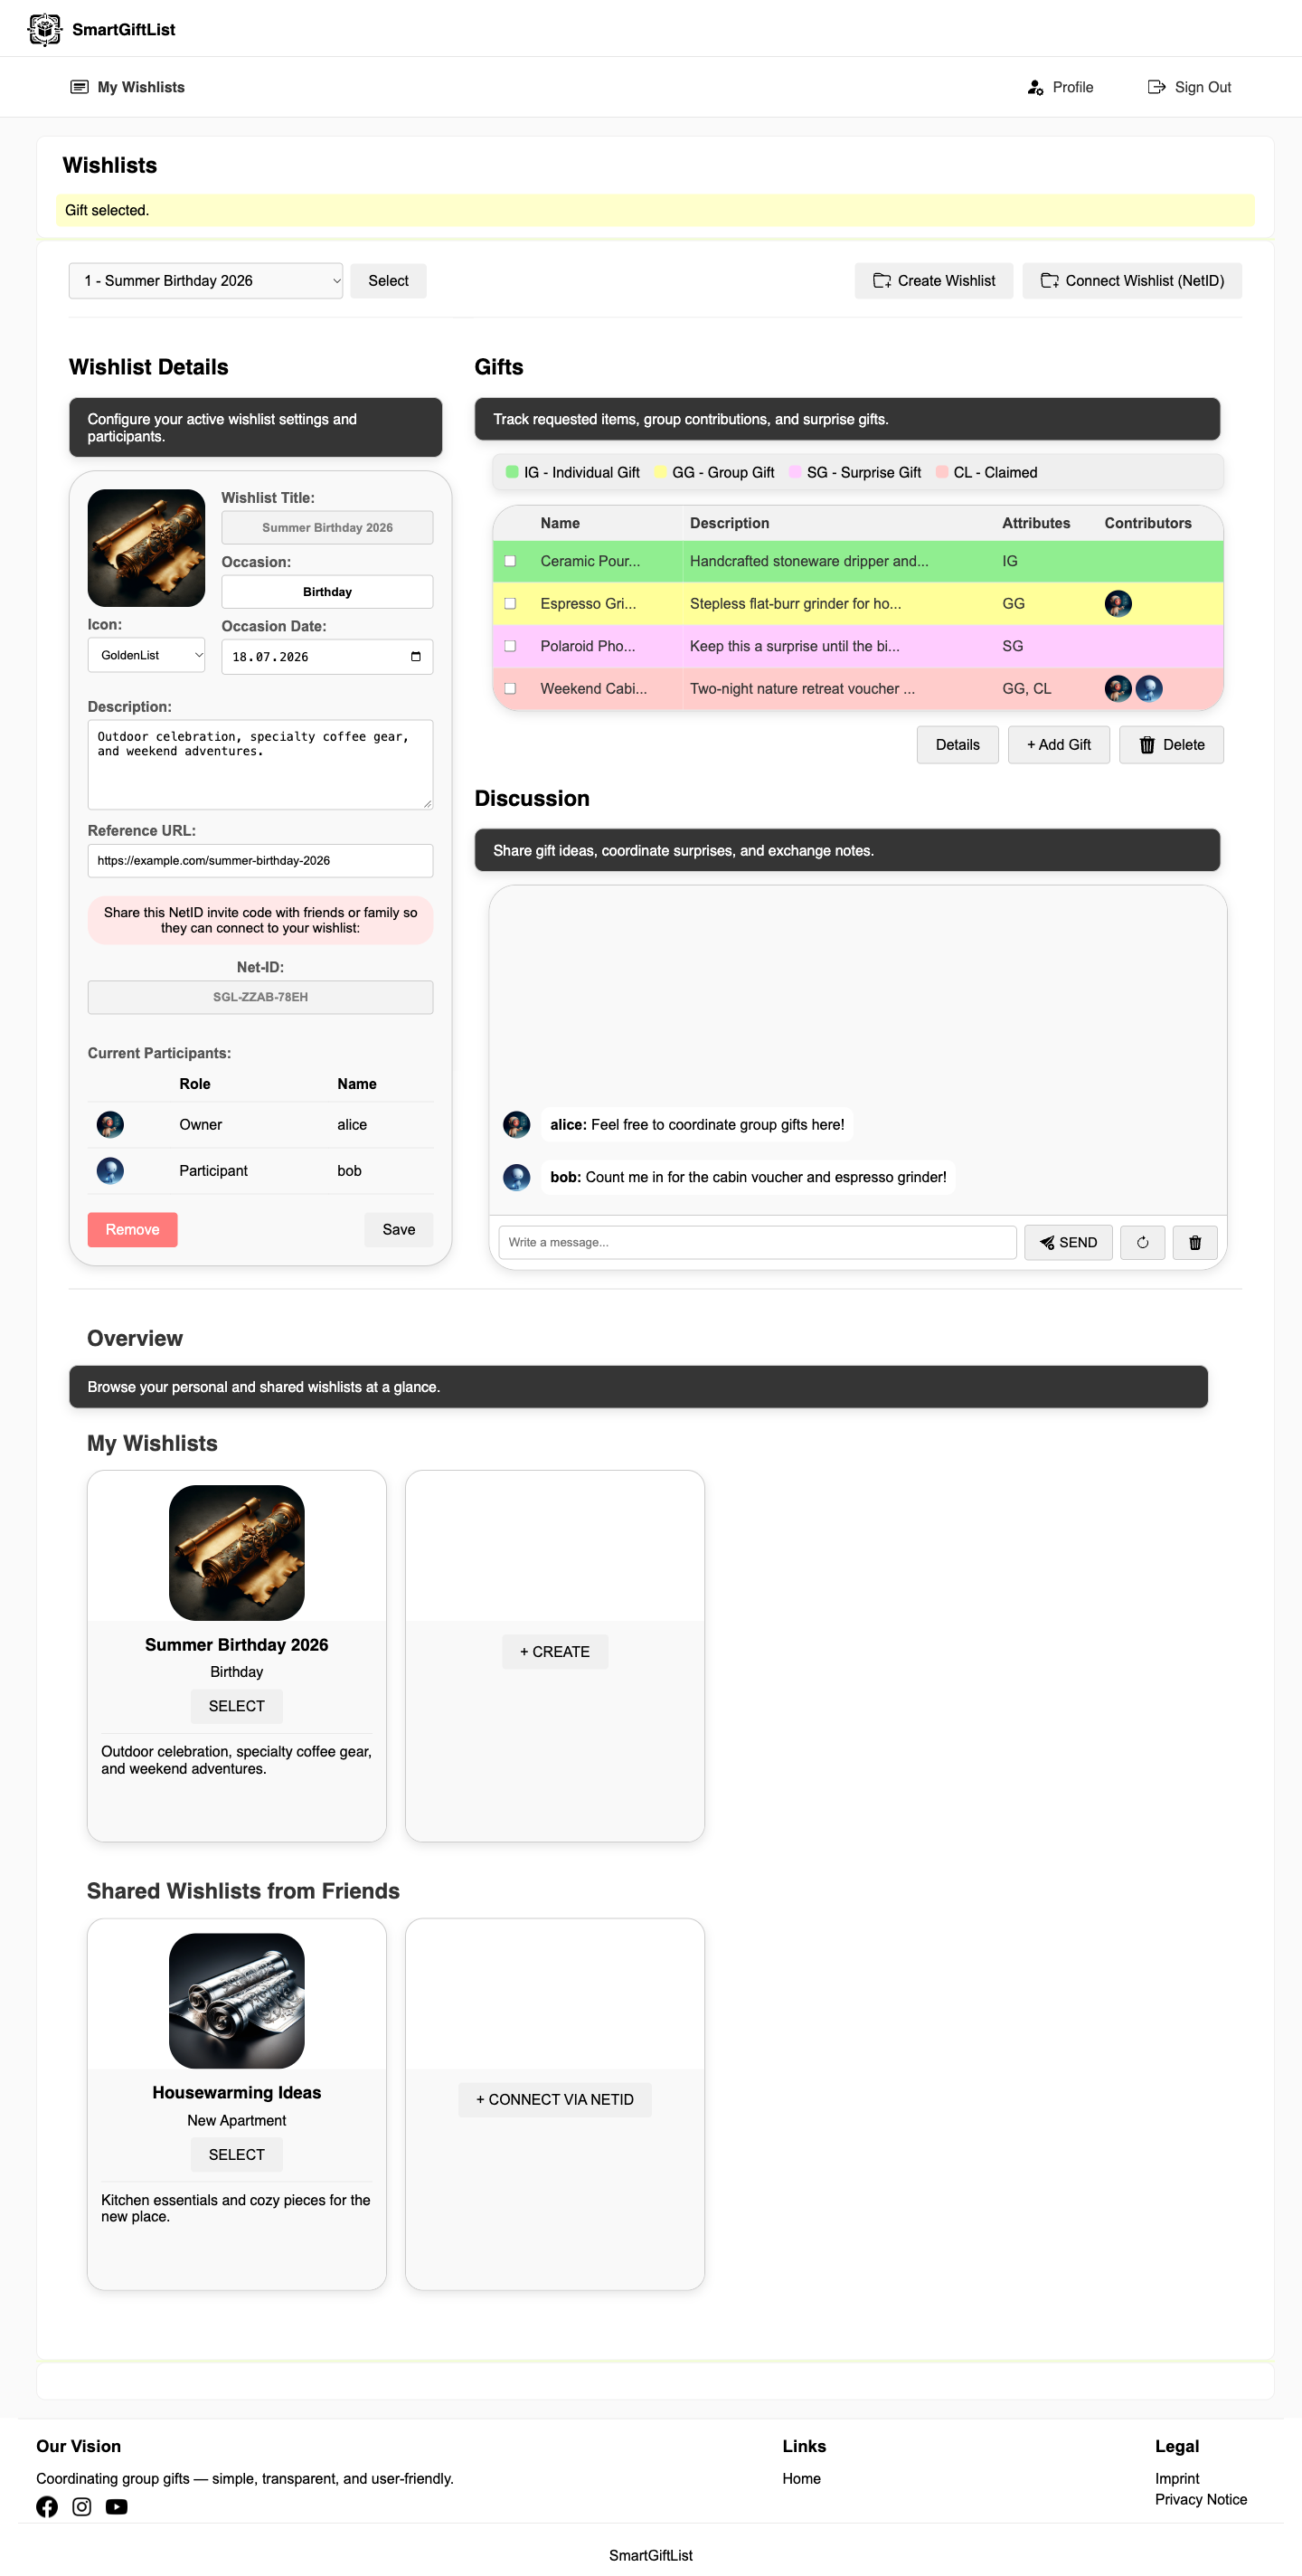 SmartGiftList
My Wishlists
Profile
Sign Out
Wishlists
Gift selected.
1 - Summer Birthday 2026
Select
Create Wishlist
Connect Wishlist (NetID)
Wishlist Details
Configure your active wishlist settings and
participants.
Wishlist Title:
Summer Birthday 2026
Occasion:
Birthday
Icon:
GoldenList
Occasion Date:
18.07.2026
Description:
Outdoor celebration, specialty coffee gear,
and weekend adventures.
Reference URL:
https://example.com/summer-birthday-2026
Share this NetID invite code with friends or family so
they can connect to your wishlist:
Net-ID:
SGL-ZZAB-78EH
Current Participants:
Role Name
Owner alice
Participant bob
Remove
Save
Gifts
Track requested items, group contributions, and surprise gifts.
IG - Individual Gift GG - Group Gift SG - Surprise Gift CL - Claimed
Name Description Attributes Contributors
Ceramic Pour... Handcrafted stoneware dripper and... IG
Espresso Gri... Stepless flat-burr grinder for ho... GG
Polaroid Pho... Keep this a surprise until the bi... SG
Weekend Cabi... Two-night nature retreat voucher ... GG, CL
Details
+ Add Gift
Delete
Discussion
Share gift ideas, coordinate surprises, and exchange notes.
alice: Feel free to coordinate group gifts here!
bob: Count me in for the cabin voucher and espresso grinder!
Write a message...
SEND
Overview
Browse your personal and shared wishlists at a glance.
My Wishlists
Summer Birthday 2026
Birthday
SELECT
Outdoor celebration, specialty coffee gear,
and weekend adventures.
+ CREATE
Shared Wishlists from Friends
Housewarming Ideas
New Apartment
SELECT
Kitchen essentials and cozy pieces for the
new place.
+ CONNECT VIA NETID
Our Vision
Coordinating group gifts — simple, transparent, and user-friendly.
Links
Home
Legal
Imprint
Privacy Notice
SmartGiftList